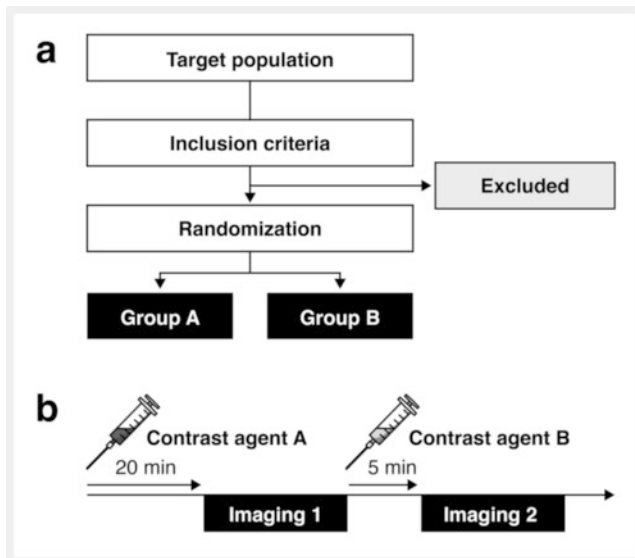 a
Target population
Inclusion criteria
Excluded
Randomization
Group A
Group B
b
Contrast agent A
Contrast agent B
20 min
5 min
Imaging 1
Imaging 2